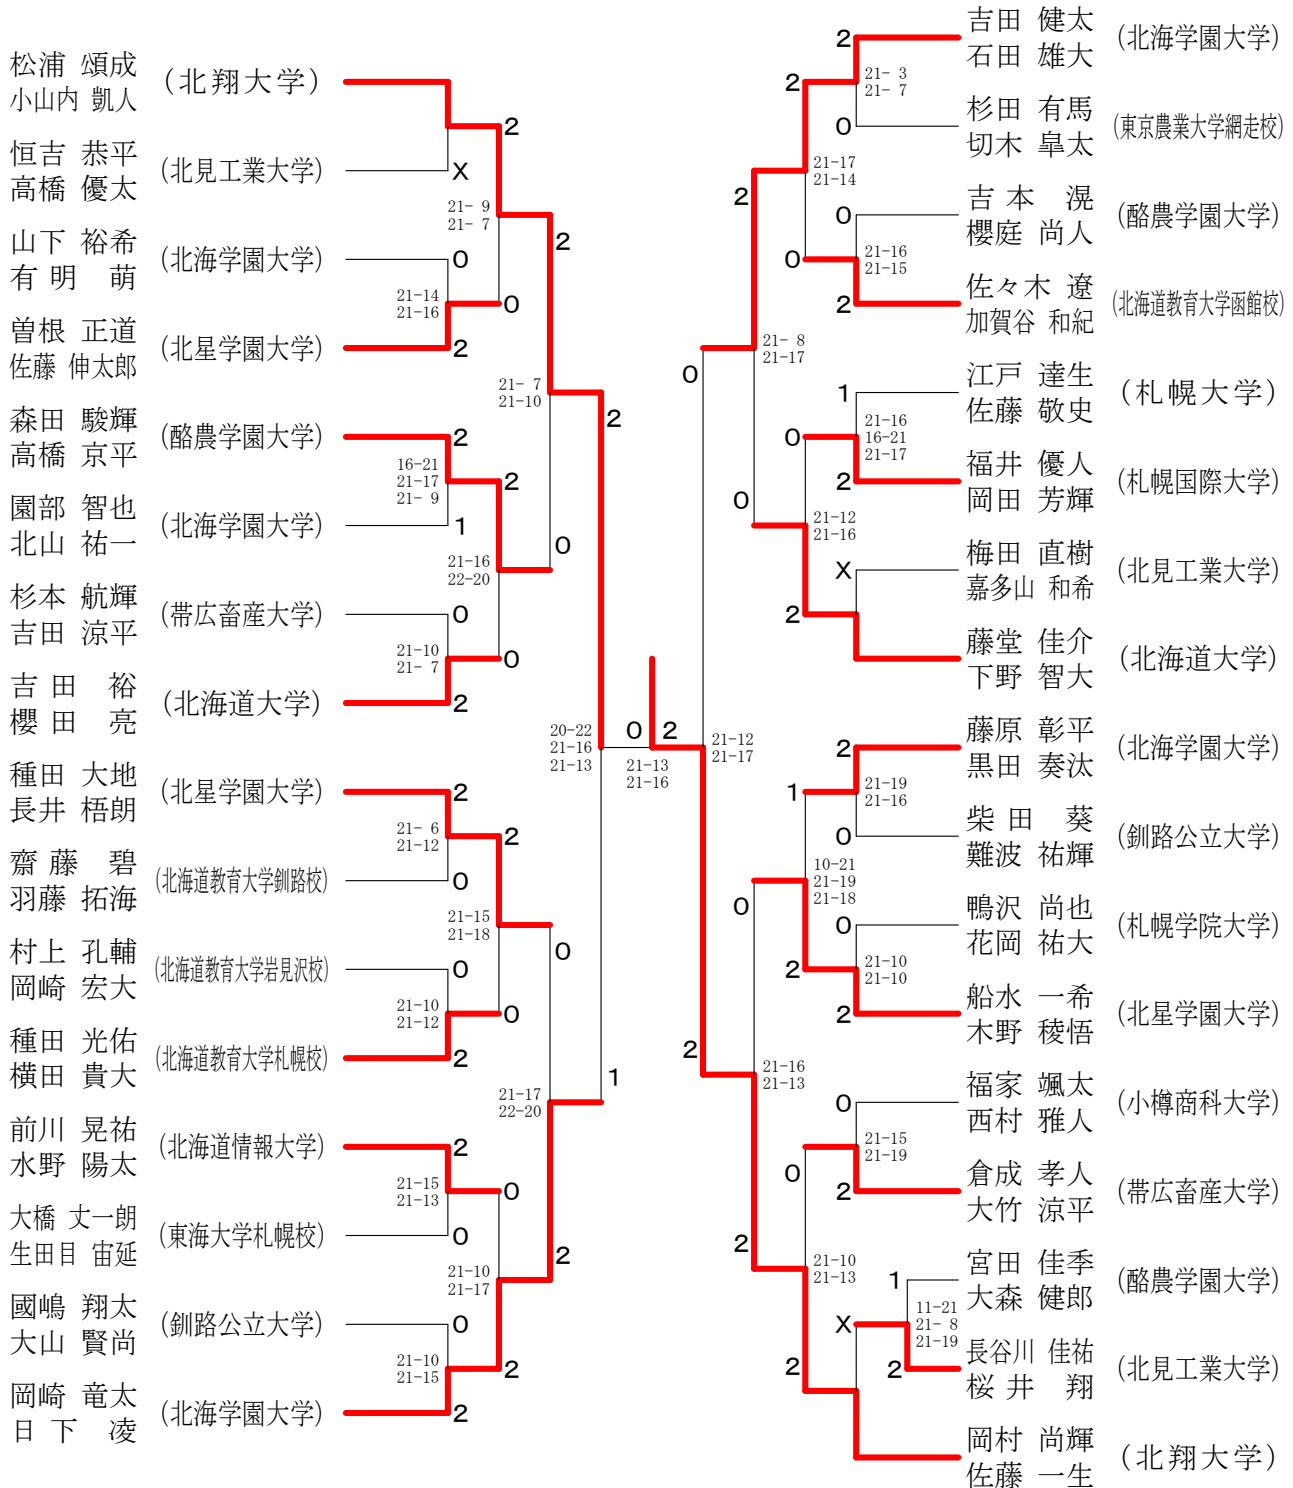 松浦 頌成
小山内 凱人
(北翔大学)
2
恒吉 恭平
高橋 優太
(北見工業大学)
X
21- 9
21- 7
2
山下 裕希
有明 萌
(北海学園大学)
0
21-14
21-16
0
曽根 正道
佐藤 伸太郎
(北星学園大学)
2
21- 7
21-10
2
森田 駿輝
高橋 京平
(酪農学園大学)
2
16-21
21-17
21- 9
2
園部 智也
北山 祐一
(北海学園大学)
1
21-16
22-20
0
杉本 航輝
吉田 涼平
(帯広畜産大学)
0
21-10
21- 7
0
吉田 裕
櫻田 亮
(北海道大学)
2
20-22
21-16
21-13
種田 大地
長井 梧朗
(北星学園大学)
2
21- 6
21-12
2
齋藤 碧
羽藤 拓海
(北海道教育大学釧路校)
0
21-15
21-18
0
村上 孔輔
岡崎 宏大
(北海道教育大学岩見沢校)
0
21-10
21-12
0
種田 光佑
横田 貴大
(北海道教育大学札幌校)
2
21-17
22-20
1
前川 晃祐
水野 陽太
(北海道情報大学)
2
21-15
21-13
0
大橋 丈一朗
生田目 宙延
(東海大学札幌校)
0
21-10
21-17
2
國嶋 翔太
大山 賢尚
(釧路公立大学)
0
21-10
21-15
2
岡崎 竜太
日下 凌
(北海学園大学)
2
0
2
21-13
21-16
吉田 健太
石田 雄大
(北海学園大学)
2
21- 3
21- 7
2
杉田 有馬
切木 皐太
(東京農業大学網走校)
0
21-17
21-14
2
吉本 滉
櫻庭 尚人
(酪農学園大学)
0
21-16
21-15
0
佐々木 遼
加賀谷 和紀
(北海道教育大学函館校)
2
21- 8
21-17
0
江戸 達生
佐藤 敬史
(札幌大学)
1
21-16
16-21
21-17
0
福井 優人
岡田 芳輝
(札幌国際大学)
2
21-12
21-16
0
梅田 直樹
嘉多山 和希
(北見工業大学)
X
2
藤堂 佳介
下野 智大
(北海道大学)
21-12
21-17
藤原 彰平
黒田 奏汰
(北海学園大学)
2
21-19
21-16
1
柴田 葵
難波 祐輝
(釧路公立大学)
0
10-21
21-19
21-18
0
鴨沢 尚也
花岡 祐大
(札幌学院大学)
0
21-10
21-10
2
船水 一希
木野 稜悟
(北星学園大学)
2
21-16
21-13
2
福家 颯太
西村 雅人
(小樽商科大学)
0
21-15
21-19
0
倉成 孝人
大竹 涼平
(帯広畜産大学)
2
21-10
21-13
2
宮田 佳季
大森 健郎
(酪農学園大学)
1
11-21
21- 8
21-19
X
長谷川 佳祐
桜井 翔
(北見工業大学)
2
2
岡村 尚輝
佐藤 一生
(北翔大学)